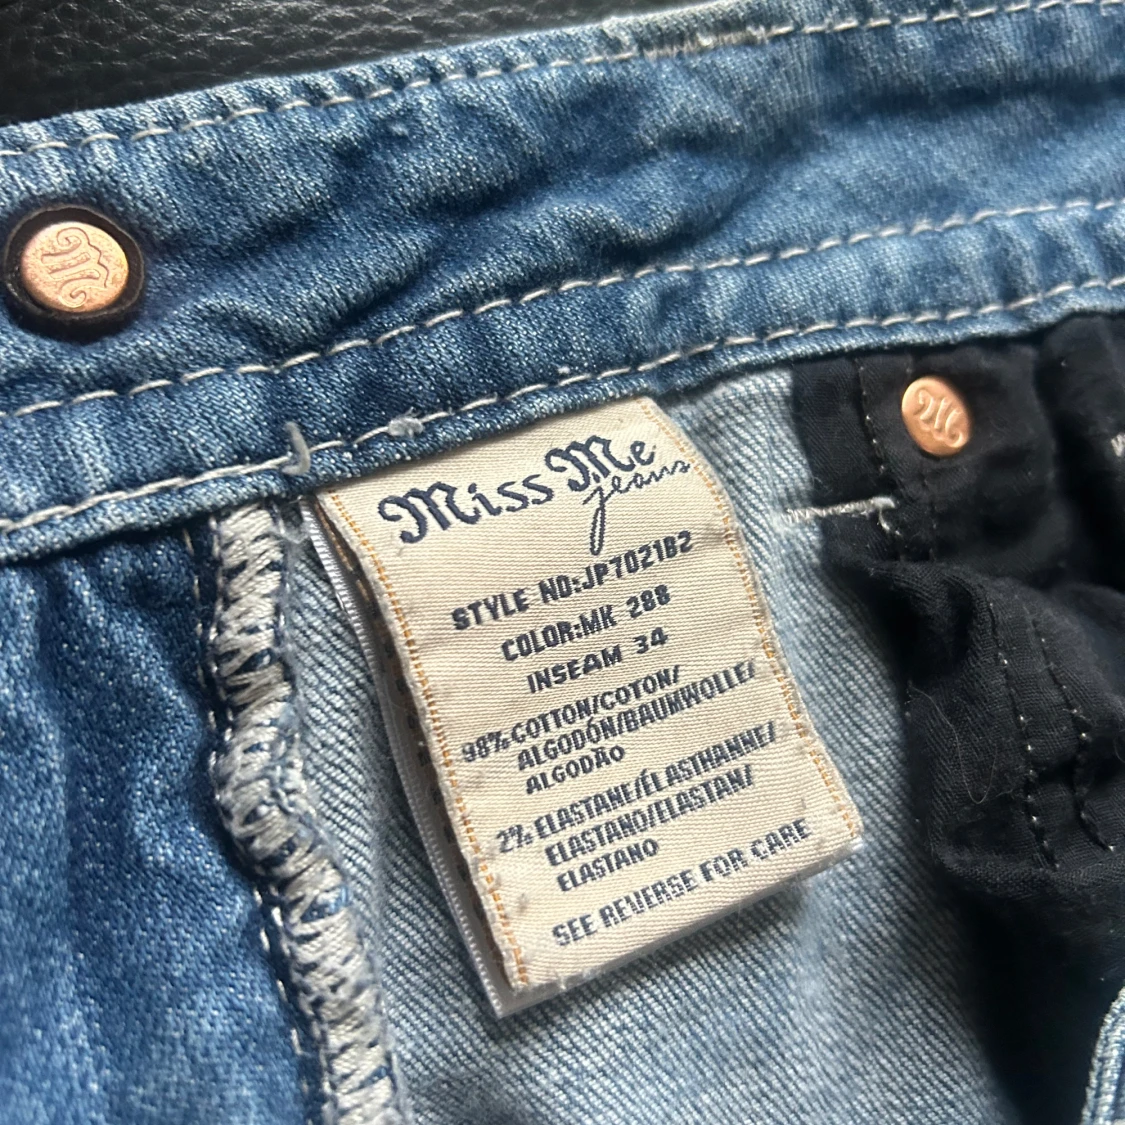 Miss Me
jeans
STYLE NO.:JP7021B2
COLOR:MK 288
INSEAM 34
98% COTTON/COTON/
ALGODÓN/BAUMWOLLE/
ALGODÃO
2% ELASTANE/ÉLASTHANNE/
ELASTANO/ELASTAN/
ELASTANO
SEE REVERSE FOR CARE
M
M